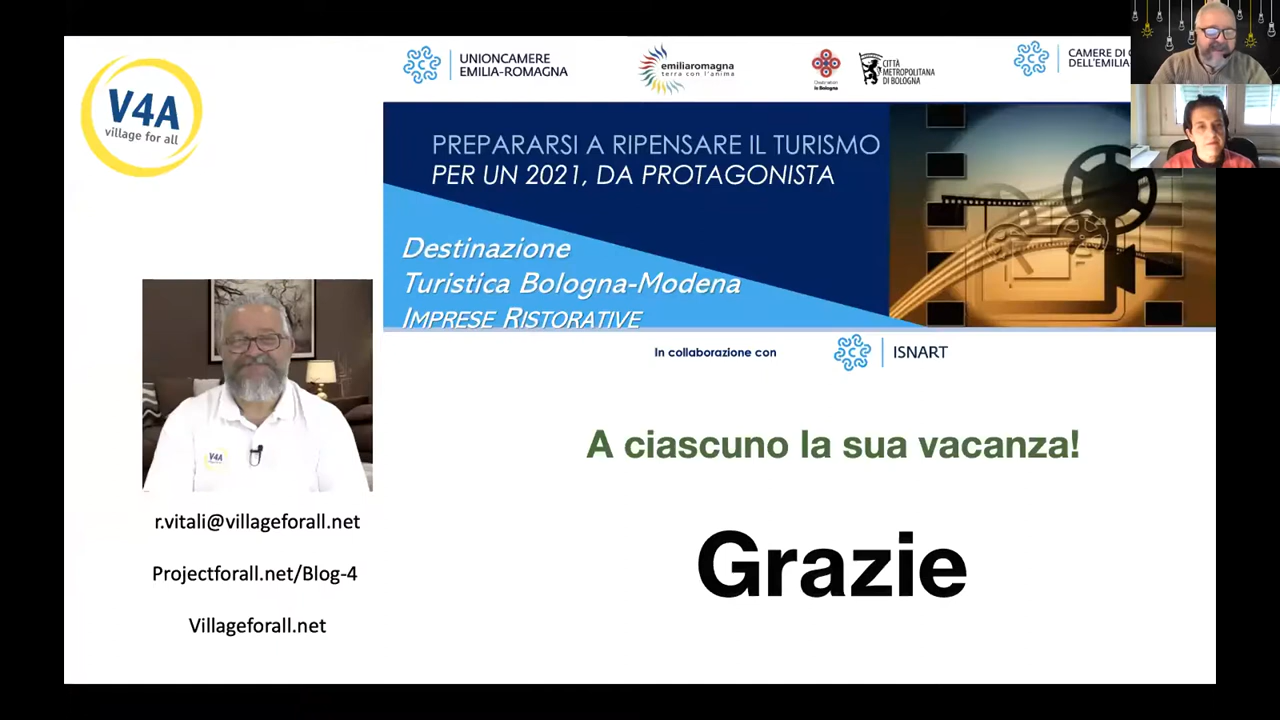 V4A
village for all
UNIONCAMERE
EMILIA-ROMAGNA
emiliaromagna
terra con l'anima
in Bologna
CITTÀ
METROPOLITANA
DI BOLOGNA
CAMERE DI
DELL'EMILIA
PREPARARSI A RIPENSARE IL TURISMO
PER UN 2021, DA PROTAGONISTA
Destinazione
Turistica Bologna-Modena
IMPRESE RISTORATIVE
In collaborazione con
ISNART
V4A
A ciascuno la sua vacanza!
Grazie
r.vitali@villageforall.net
Projectforall.net/Blog-4
Villageforall.net